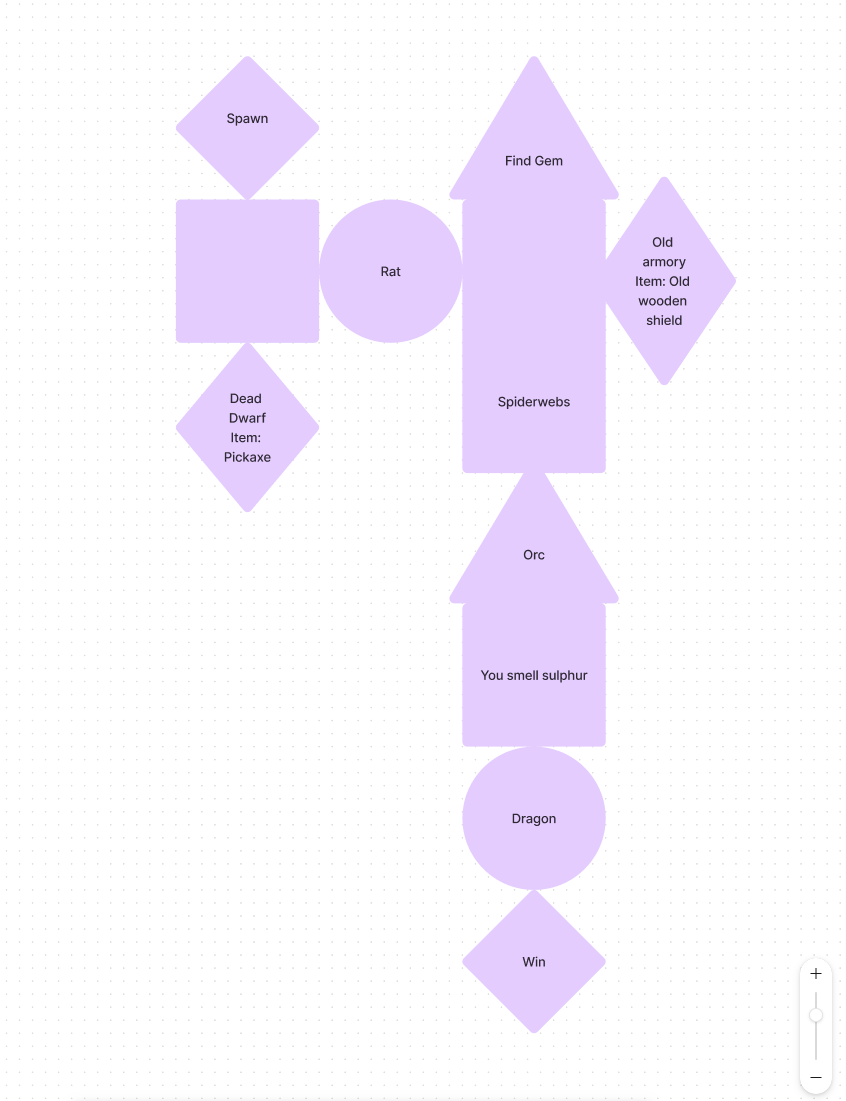 Spawn
Find Gem
Rat
Old
armory
Item: Old
wooden
shield
Dead
Dwarf
Item:
Pickaxe
Spiderwebs
Orc
You smell sulphur
Dragon
Win